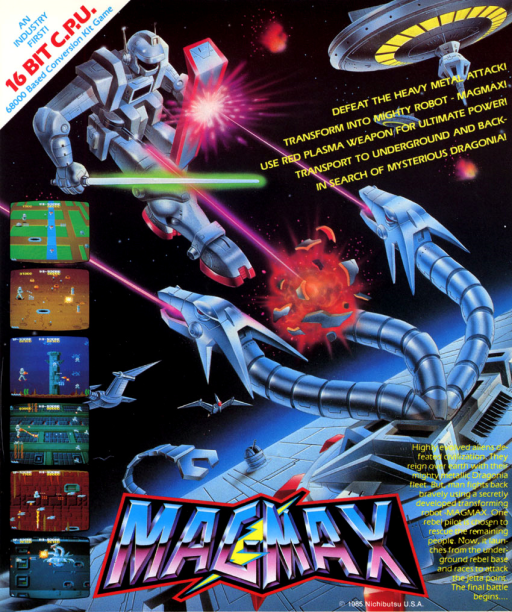 AN
INDUSTRY
FIRST!
16 BIT C.P.U.
68000 Based Conversion Kit Game
DEFEAT THE HEAVY METAL ATTACK!
TRANSFORM INTO MIGHTY ROBOT - MAGMAX!
USE RED PLASMA WEAPON FOR ULTIMATE POWER!
TRANSPORT TO UNDERGROUND AND BACK-
IN SEARCH OF MYSTERIOUS DRAGONIA!
Highly evolved aliens de-
feated civilization. They
reign over earth with their
mighty metallic Dragonia
fleet. But, man fights back
bravely using a secretly
developed transforming
robot 'MAGMAX'. One
rebel pilot is chosen to
rescue the remaining
people. Now, it laun-
ches from the under-
ground rebel base
and races to attack
the Jetta point.
The final battle
begins....
MAGMAX
© 1985 Nichibutsu U.S.A.